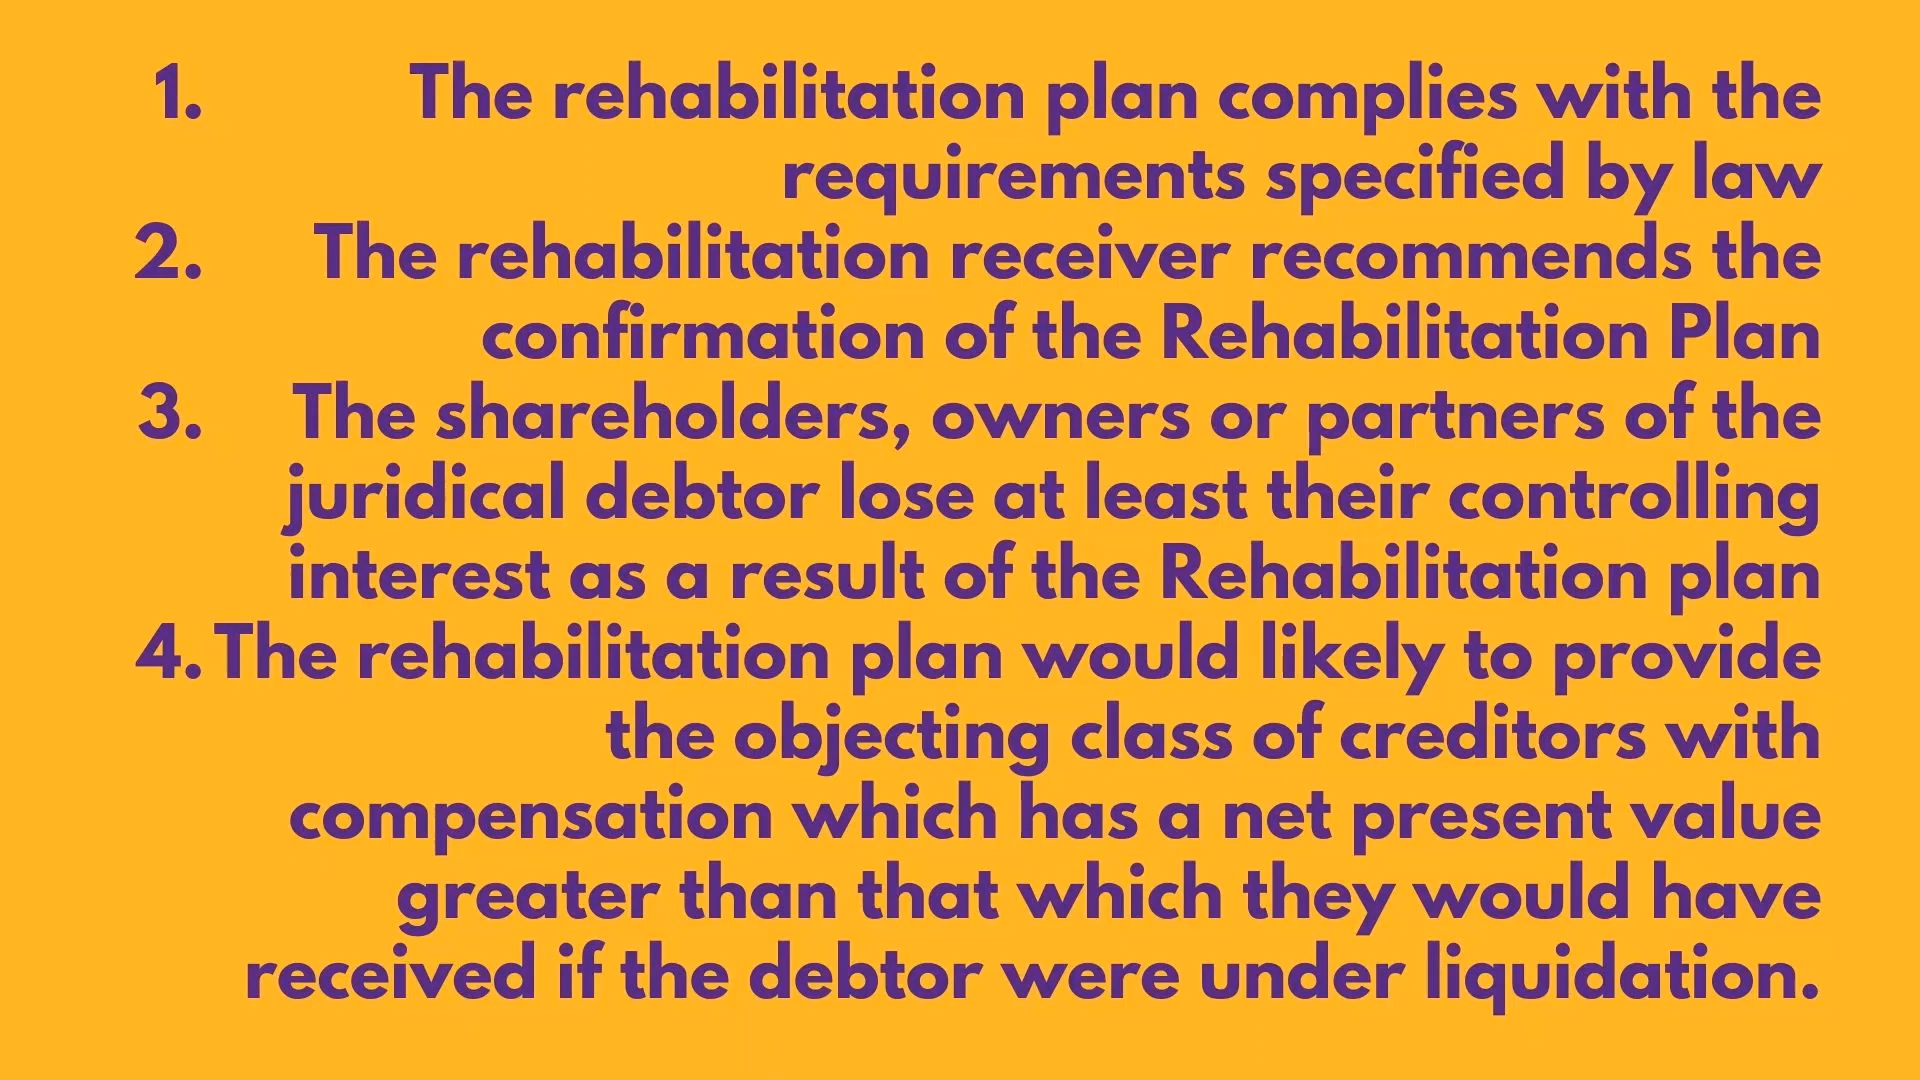 1. The rehabilitation plan complies with the
requirements specified by law
2. The rehabilitation receiver recommends the
confirmation of the Rehabilitation Plan
3. The shareholders, owners or partners of the
juridical debtor lose at least their controlling
interest as a result of the Rehabilitation plan
4. The rehabilitation plan would likely to provide
the objecting class of creditors with
compensation which has a net present value
greater than that which they would have
received if the debtor were under liquidation.